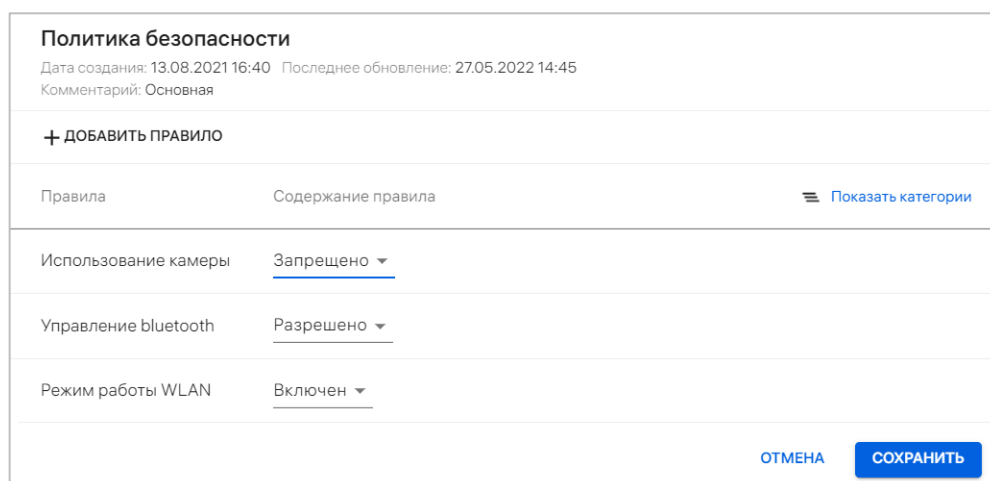 Политика безопасности
Дата создания: 13.08.2021 16:40 Последнее обновление: 27.05.2022 14:45
Комментарий: Основная
+ ДОБАВИТЬ ПРАВИЛО
Правила Содержание правила Показать категории
Использование камеры Запрещено
Управление bluetooth Разрешено
Режим работы WLAN Включен
ОТМЕНА СОХРАНИТЬ